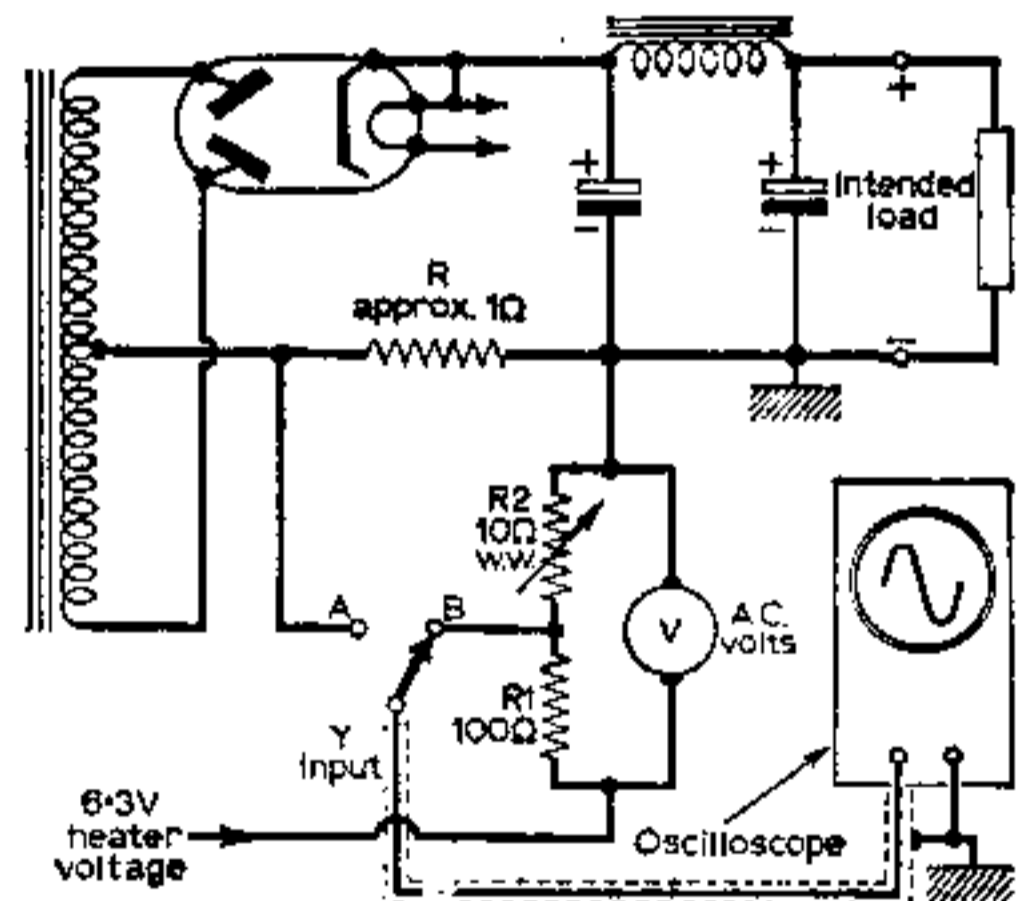 +
+
+
-
-
Intended
load
R
approx. 1Ω
-
R2
10Ω
W.W.
A
B
V
A.C.
volts
R1
100Ω
Y
input
6·3V
heater
voltage
Oscilloscope